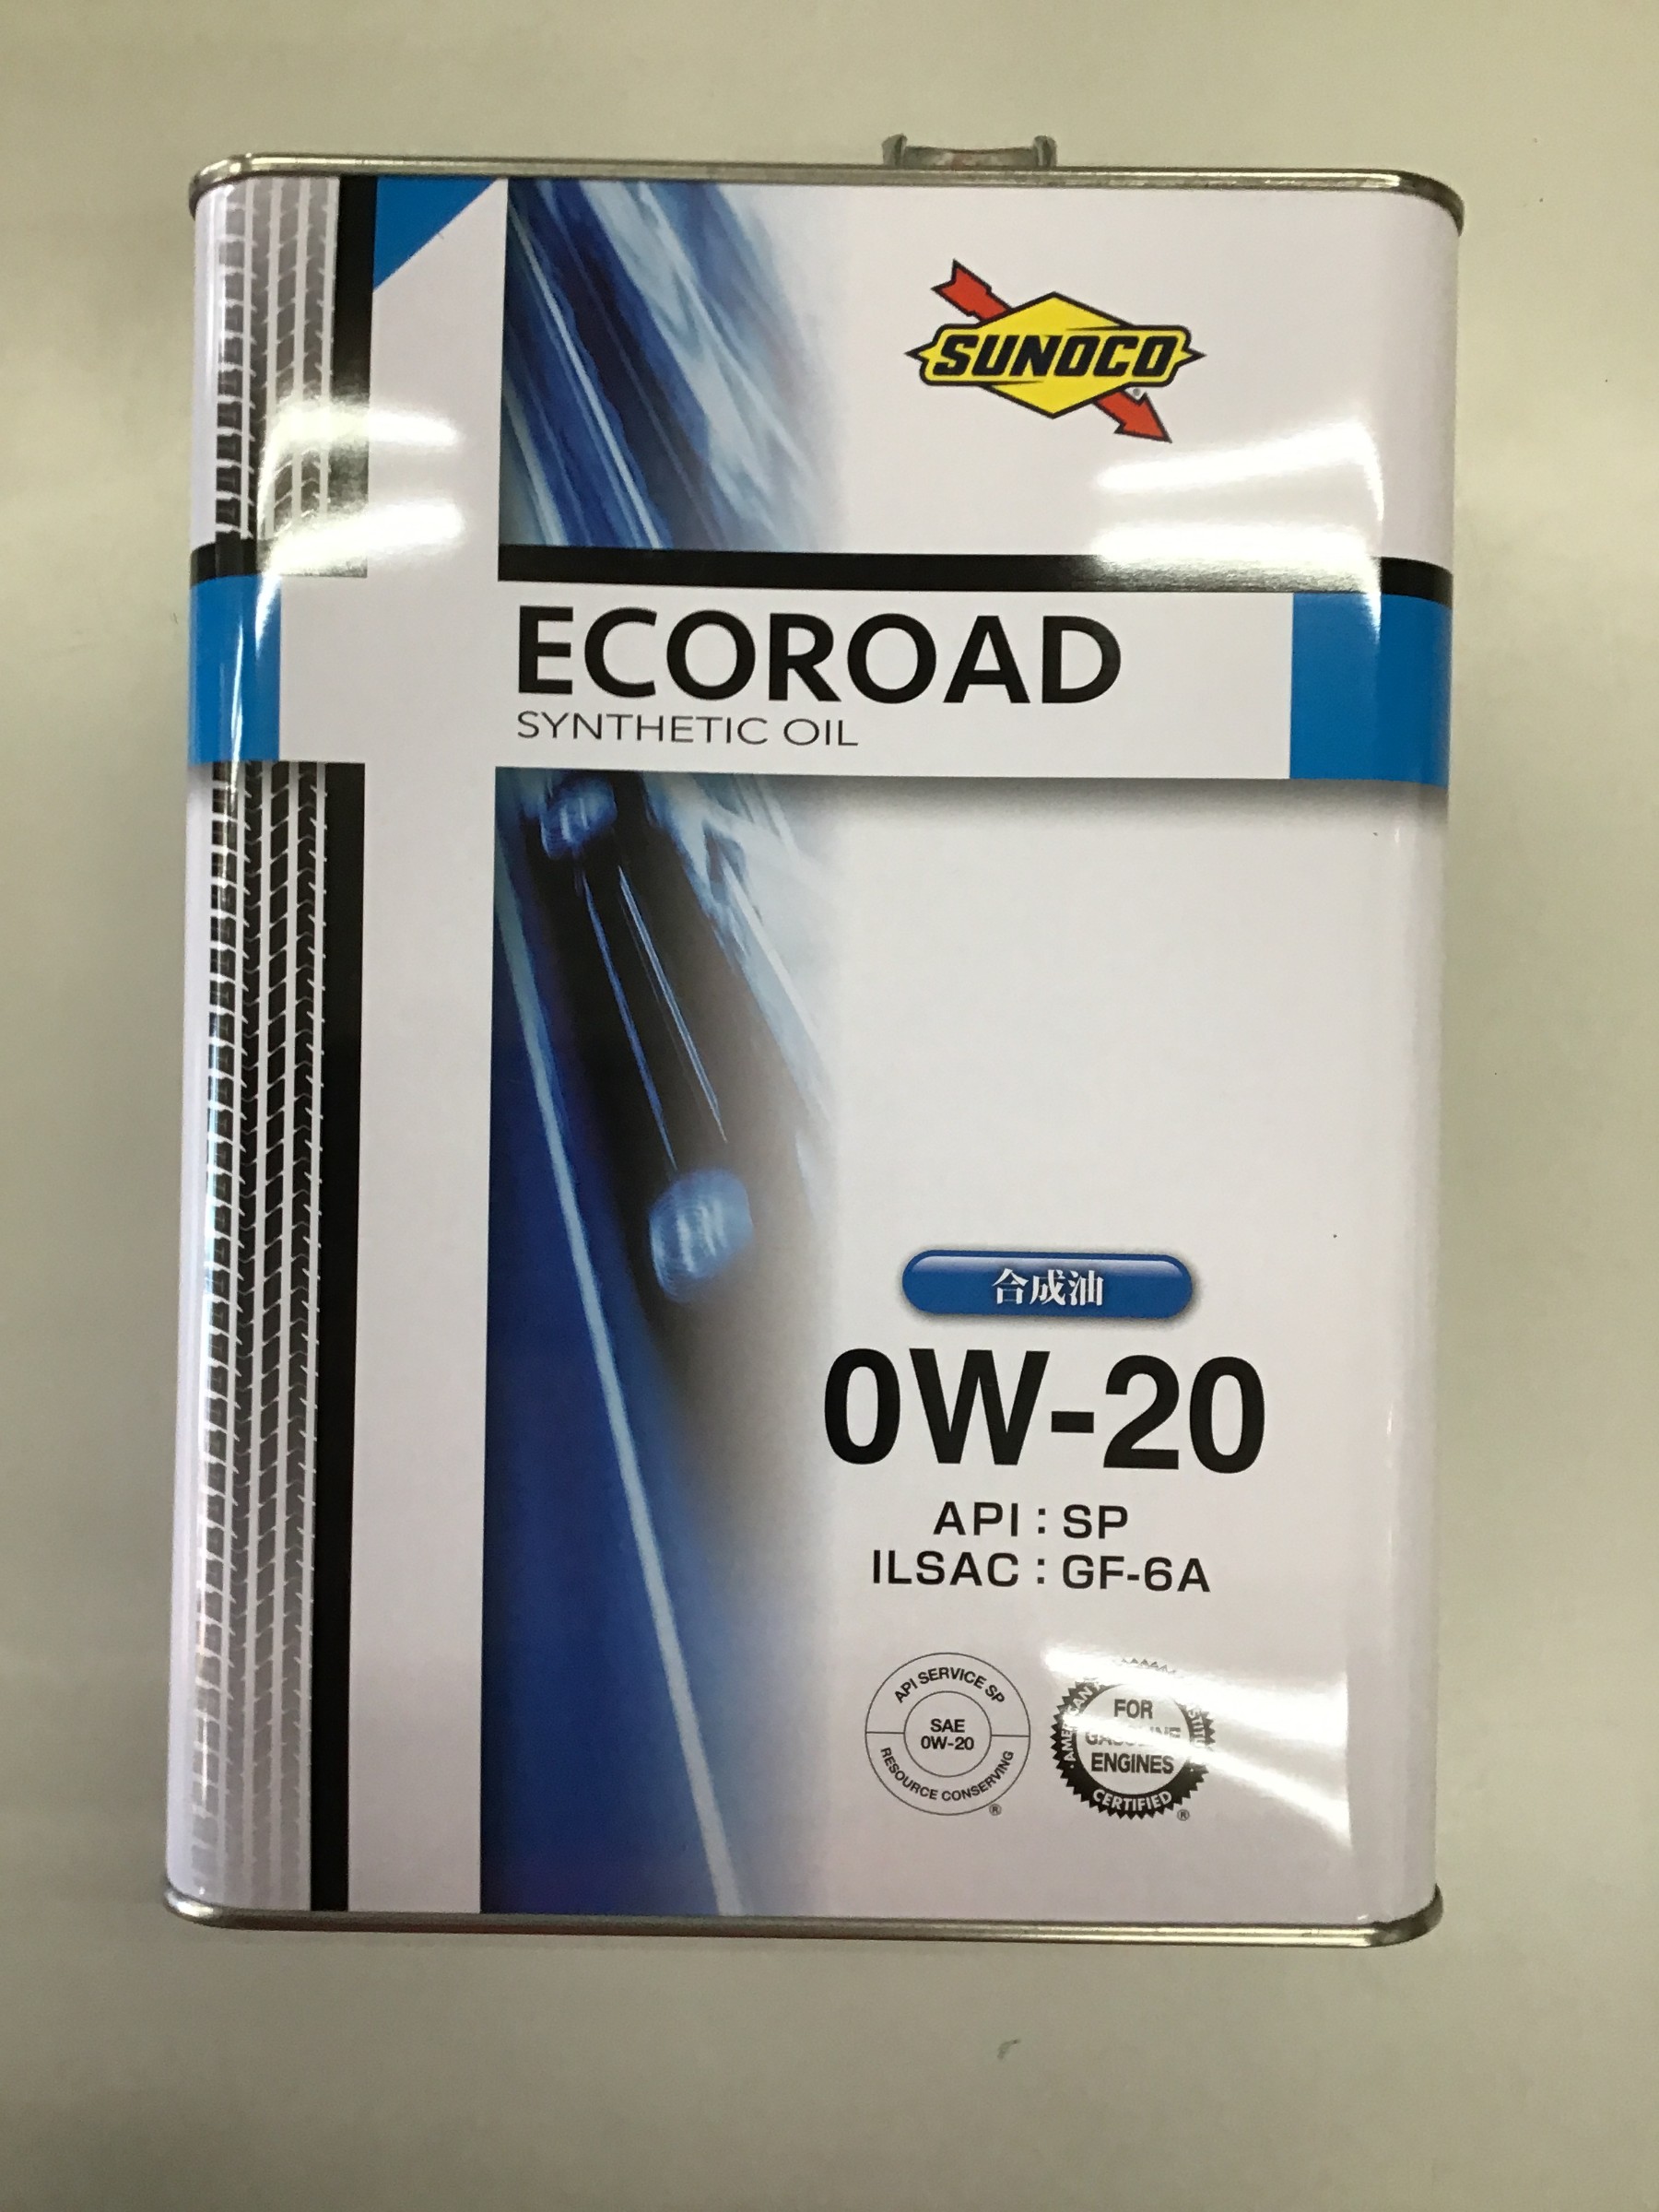 SUNOCO
ECOROAD
SYNTHETIC OIL
合成油
0W-20
API : SP
ILSAC : GF-6A
API SERVICE SP
SAE
0W-20
RESOURCE CONSERVING
®
FOR
GASOLINE
ENGINES
CERTIFIED
®